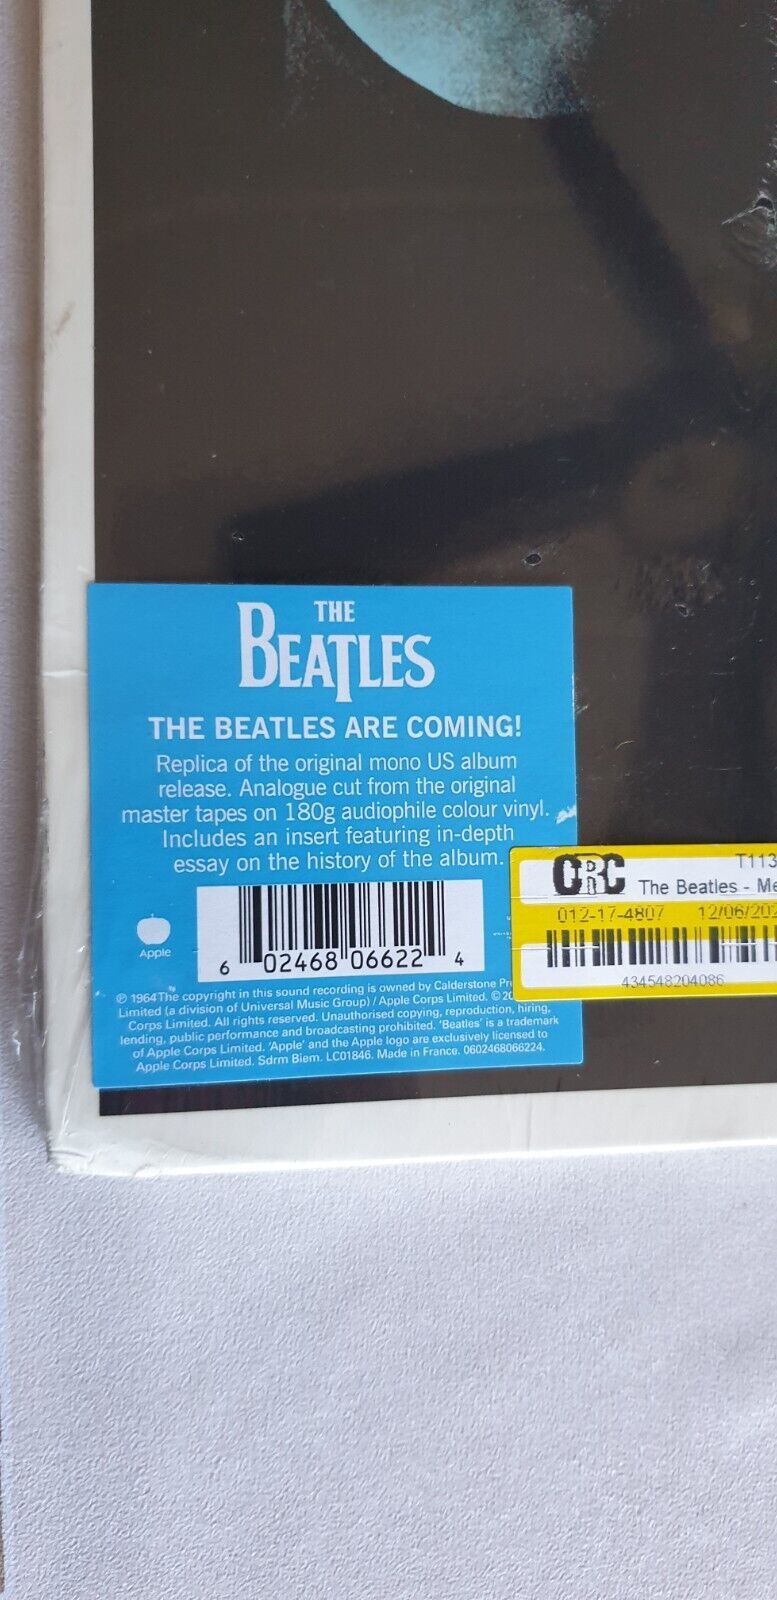 THE
BEATLES
THE BEATLES ARE COMING!
Replica of the original mono US album
release. Analogue cut from the original
master tapes on 180g audiophile colour vinyl.
Includes an insert featuring in-depth
essay on the history of the album.
Apple
6 02468 06622 4
℗ 1964 The copyright in this sound recording is owned by Calderstone
Limited (a division of Universal Music Group) / Apple Corps Limited. ©
Corps Limited. All rights reserved. Unauthorised copying, reproduction, hiring,
lending, public performance and broadcasting prohibited. 'Beatles' is a trademark
of Apple Corps Limited. 'Apple' and the Apple logo are exclusively licensed to
Apple Corps Limited. Sdrm Biem. LC01846. Made in France. 0602468066224.
CRC
T113
The Beatles - Me
012-17-4807 12/06/202
434548204086